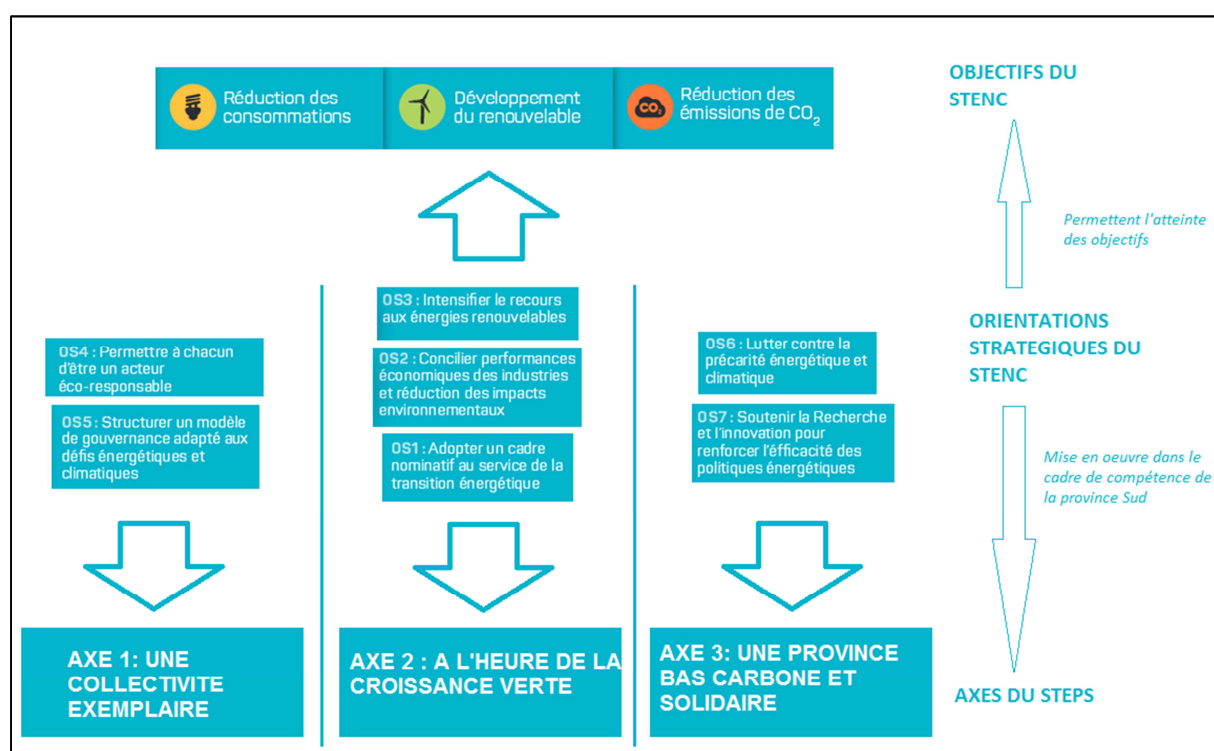 Réduction des
consommations
Développement
du renouvelable
Réduction des
émissions de CO₂
CO₂
OBJECTIFS DU
STENC
Permettent l'atteinte
des objectifs
OS4 : Permettre à chacun
d'être un acteur
éco-responsable
OS5 : Structurer un modèle
de gouvernance adapté aux
défis énergétiques et
climatiques
OS3 : Intensifier le recours
aux énergies renouvelables
OS2 : Concilier performances
économiques des industries
et réduction des impacts
environnementaux
OS1 : Adopter un cadre
nominatif au service de la
transition énergétique
OS6 : Lutter contre la
précarité énergétique et
climatique
OS7 : Soutenir la Recherche
et l'innovation pour
renforcer l'éfficacité des
politiques énergétiques
ORIENTATIONS
STRATEGIQUES DU
STENC
Mise en oeuvre dans le
cadre de compétence de
la province Sud
AXE 1: UNE
COLLECTIVITE
EXEMPLAIRE
AXE 2 : A L'HEURE DE LA
CROISSANCE VERTE
AXE 3: UNE PROVINCE
BAS CARBONE ET
SOLIDAIRE
AXES DU STEPS